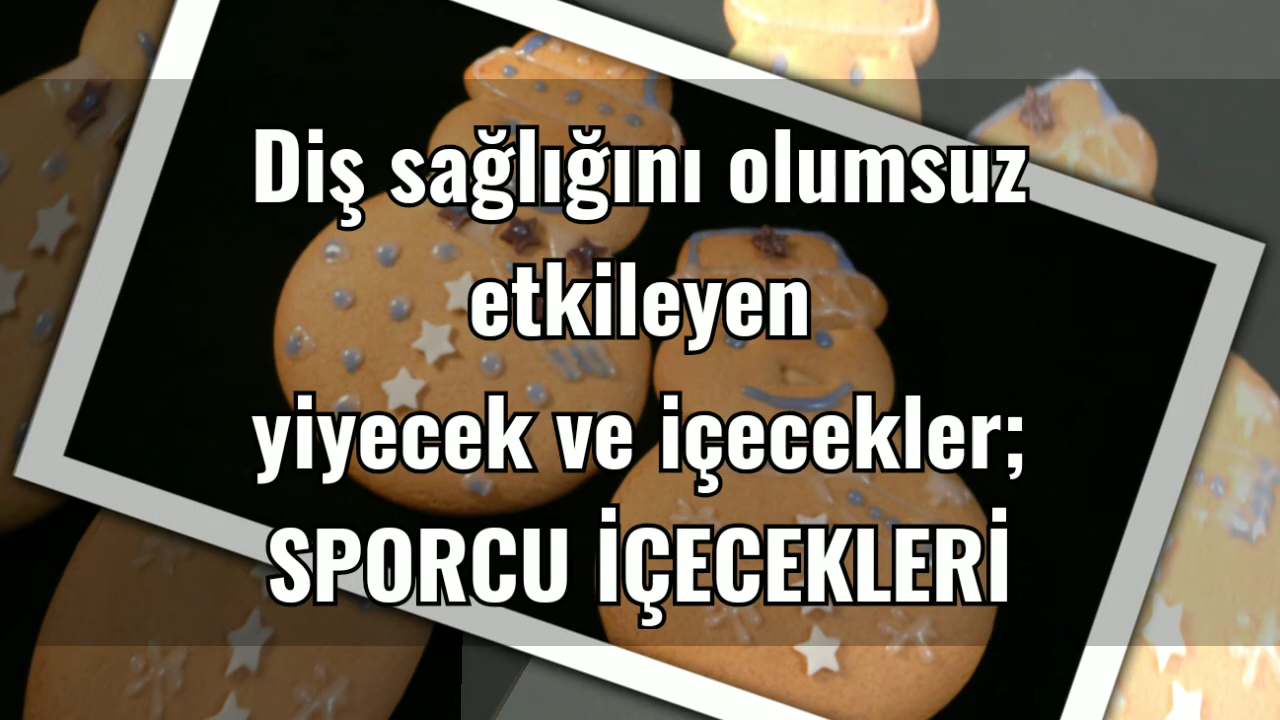 Diş sağlığını olumsuz
etkileyen
yiyecek ve içecekler;
SPORCU İÇECEKLERİ